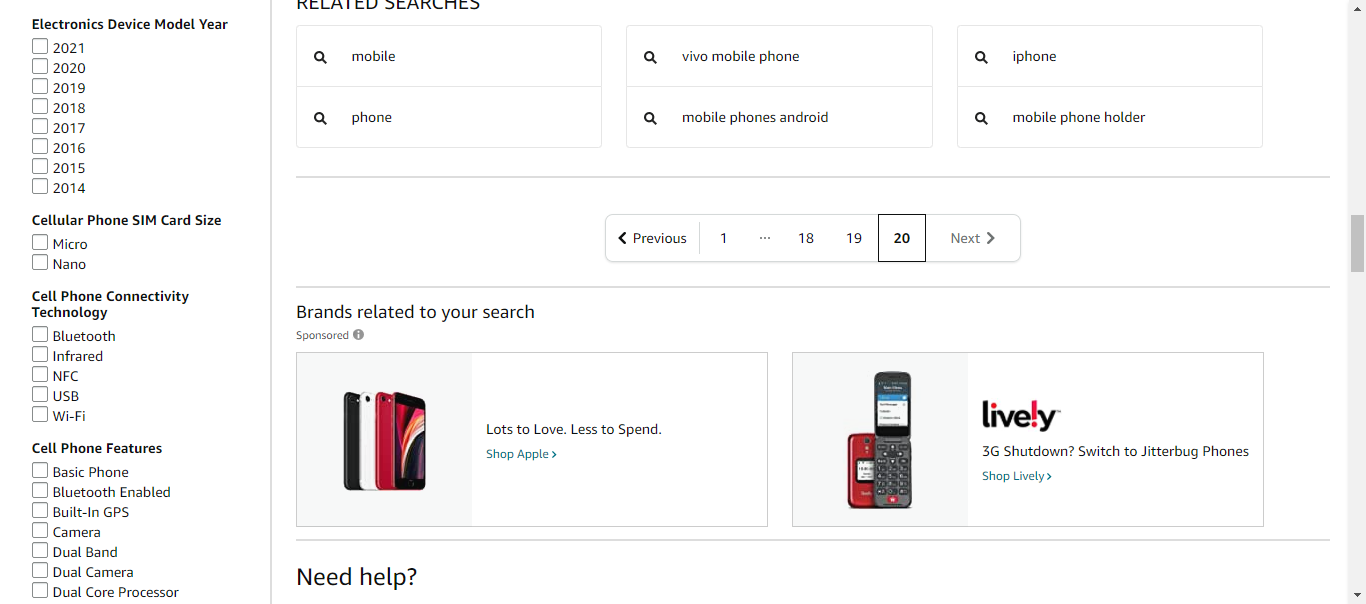 Electronics Device Model Year
2021
2020
2019
2018
2017
2016
2015
2014
Cellular Phone SIM Card Size
Micro
Nano
Cell Phone Connectivity
Technology
Bluetooth
Infrared
NFC
USB
Wi-Fi
Cell Phone Features
Basic Phone
Bluetooth Enabled
Built-In GPS
Camera
Dual Band
Dual Camera
Dual Core Processor
RELATED SEARCHES
mobile
vivo mobile phone
iphone
phone
mobile phones android
mobile phone holder
Previous 1 ... 18 19 20 Next
Brands related to your search
Sponsored
Lots to Love. Less to Spend.
Shop Apple
lively
3G Shutdown? Switch to Jitterbug Phones
Shop Lively
Need help?